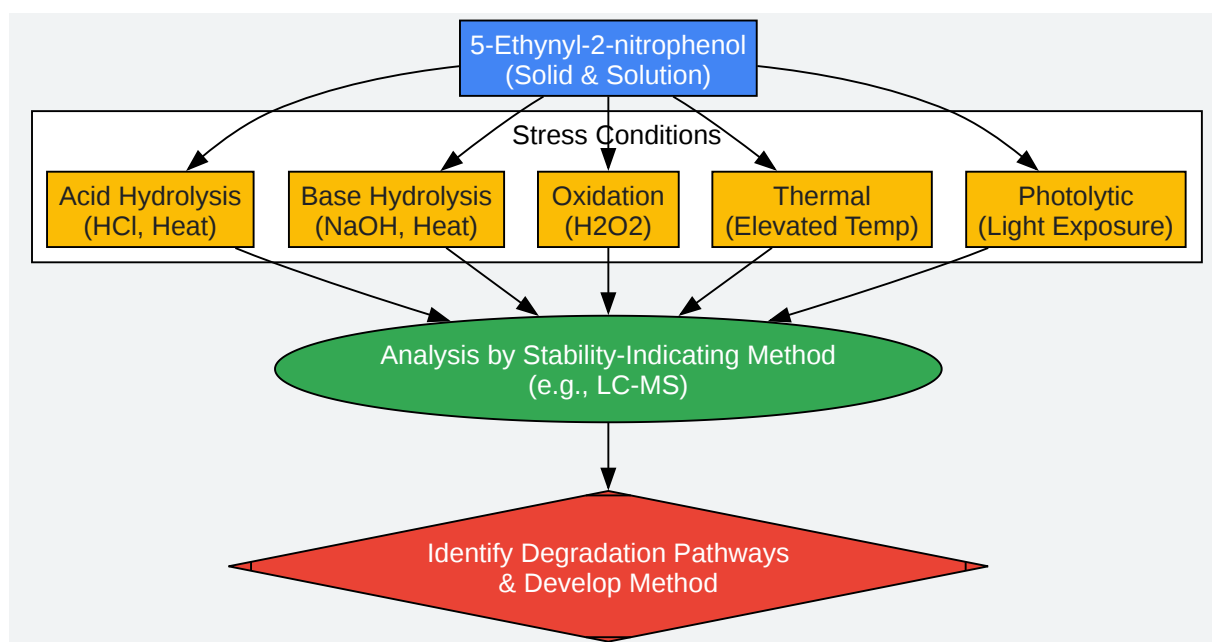 5-Ethynyl-2-nitrophenol
(Solid & Solution)
Stress Conditions
Acid Hydrolysis
(HCl, Heat)
Base Hydrolysis
(NaOH, Heat)
Oxidation
(H2O2)
Thermal
(Elevated Temp)
Photolytic
(Light Exposure)
Analysis by Stability-Indicating Method
(e.g., LC-MS)
Identify Degradation Pathways
& Develop Method